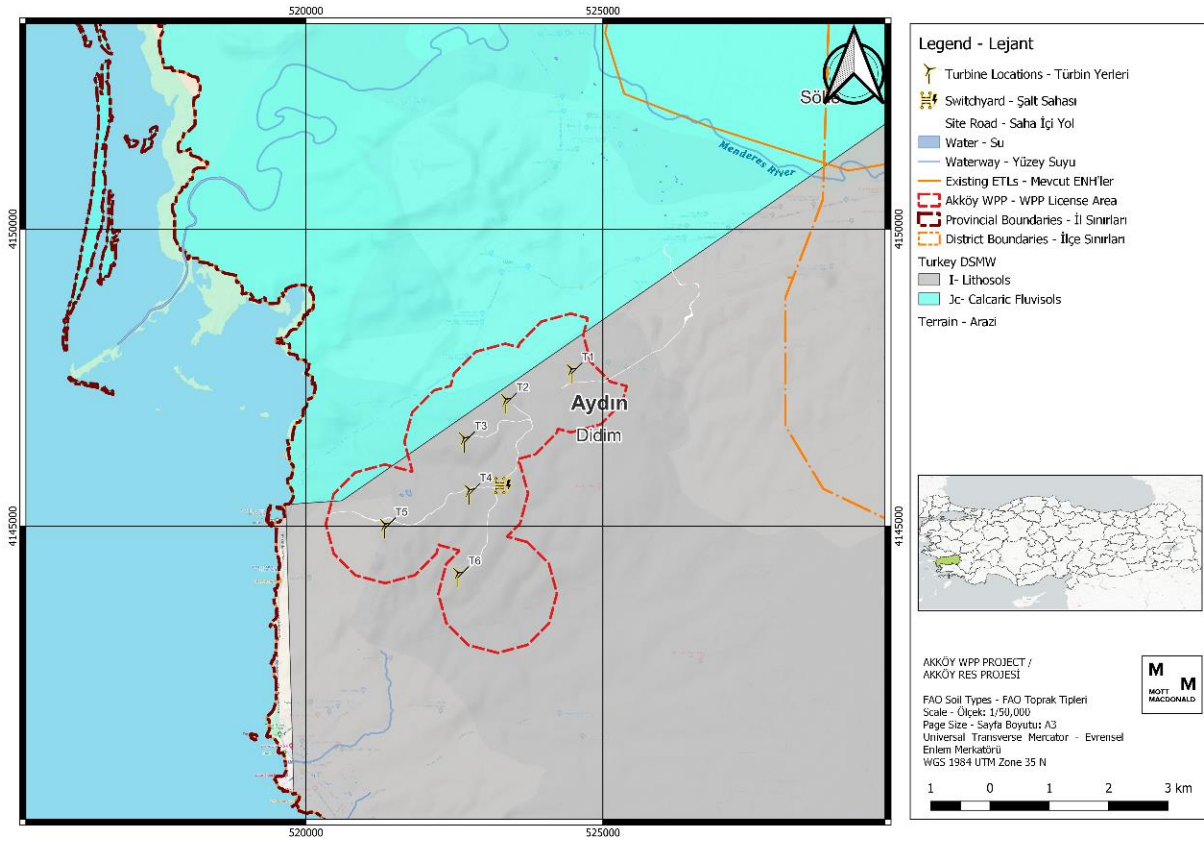 520000
525000
4150000
4150000
4145000
4145000
520000
525000
Söke
Menderes River
T1
T2
Aydın
T3
Didim
T4
T5
T6
Legend - Lejant
Turbine Locations - Türbin Yerleri
Switchyard - Şalt Sahası
Site Road - Saha İçi Yol
Water - Su
Waterway - Yüzey Suyu
Existing ETLs - Mevcut ENH'ler
Akköy WPP - WPP License Area
Provincial Boundaries - İl Sınırları
District Boundaries - İlçe Sınırları
Turkey DSMW
I- Lithosols
Jc- Calcaric Fluvisols
Terrain - Arazi
AKKÖY WPP PROJECT /
AKKÖY RES PROJESİ
M
M
MOTT
MACDONALD
FAO Soil Types - FAO Toprak Tipleri
Scale - Ölçek: 1/50,000
Page Size - Sayfa Boyutu: A3
Universal Transverse Mercator - Evrensel
Enlem Merkatörü
WGS 1984 UTM Zone 35 N
1 0 1 2 3 km